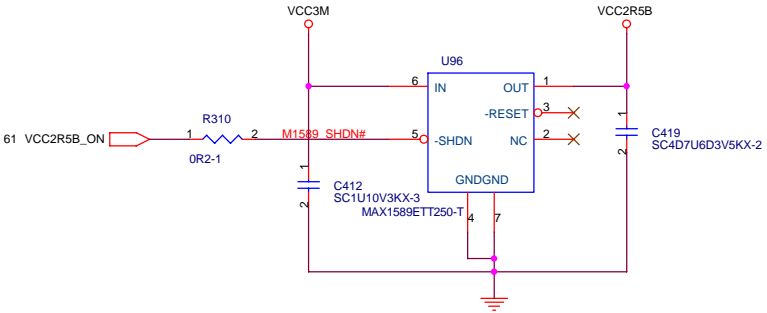 VCC3M
VCC2R5B
U96
6 IN OUT 1
-RESET 3
R310
61 VCC2R5B_ON 1 2 M1589_SHDN# 5 -SHDN NC 2
0R2-1
1
C412
SC1U10V3KX-3
2
GNDGND
MAX1589ETT250-T
4 7
1
C419
SC4D7U6D3V5KX-2
2